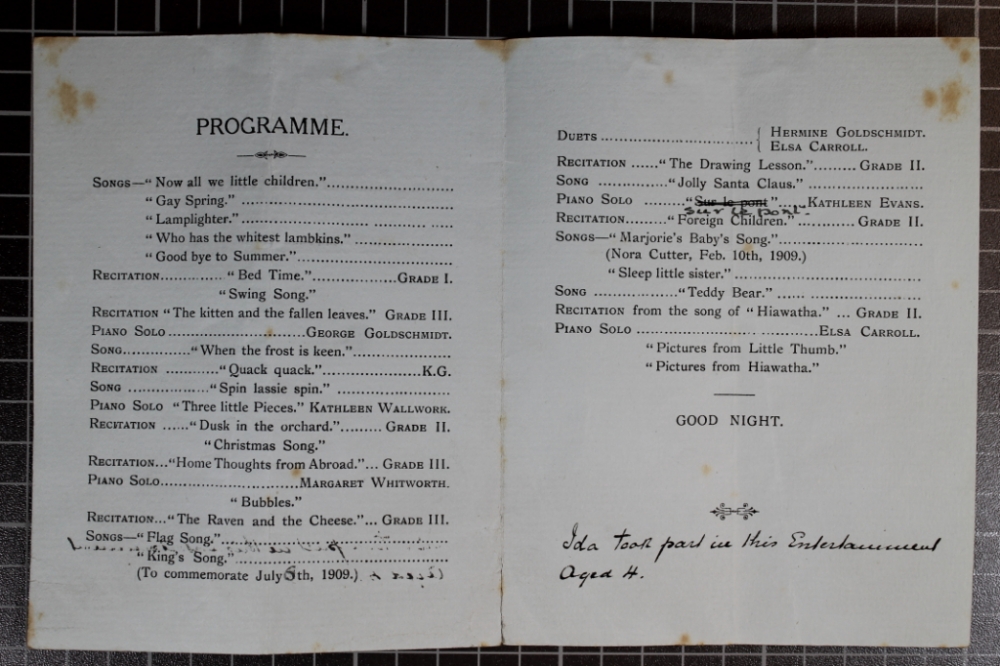 PROGRAMME.
SONGS—"Now all we little children."
"Gay Spring."
"Lamplighter."
"Who has the whitest lambkins."
"Good bye to Summer."
RECITATION............"Bed Time."................GRADE I.
"Swing Song."
RECITATION "The kitten and the fallen leaves." GRADE III.
PIANO SOLO............................GEORGE GOLDSCHMIDT.
SONG.............."When the frost is keen."
RECITATION ............"Quack quack."....................K.G.
SONG .................."Spin lassie spin."
PIANO SOLO "Three little Pieces." KATHLEEN WALLWORK.
RECITATION ......"Dusk in the orchard."......... GRADE II.
"Christmas Song."
RECITATION..."Home Thoughts from Abroad."... GRADE III.
PIANO SOLO............................MARGARET WHITWORTH.
"Bubbles."
RECITATION..."The Raven and the Cheese."... GRADE III.
SONGS—"Flag Song."
"King's Song."
(To commemorate July 6th, 1909.)
DUETS ................................ { HERMINE GOLDSCHMIDT.
ELSA CARROLL.
RECITATION ......"The Drawing Lesson."......... GRADE II.
SONG .............."Jolly Santa Claus."
PIANO SOLO ........."Sur le pont "......KATHLEEN EVANS.
sur le pont.
RECITATION.........."Foreign Children."............ GRADE II.
SONGS—"Marjorie's Baby's Song."
(Nora Cutter, Feb. 10th, 1909.)
"Sleep little sister."
SONG ................."Teddy Bear."
RECITATION from the song of "Hiawatha." ... GRADE II.
PIANO SOLO ........................................ELSA CARROLL.
"Pictures from Little Thumb."
"Pictures from Hiawatha."
GOOD NIGHT.
Ida took part in this Entertainment
Aged 4.